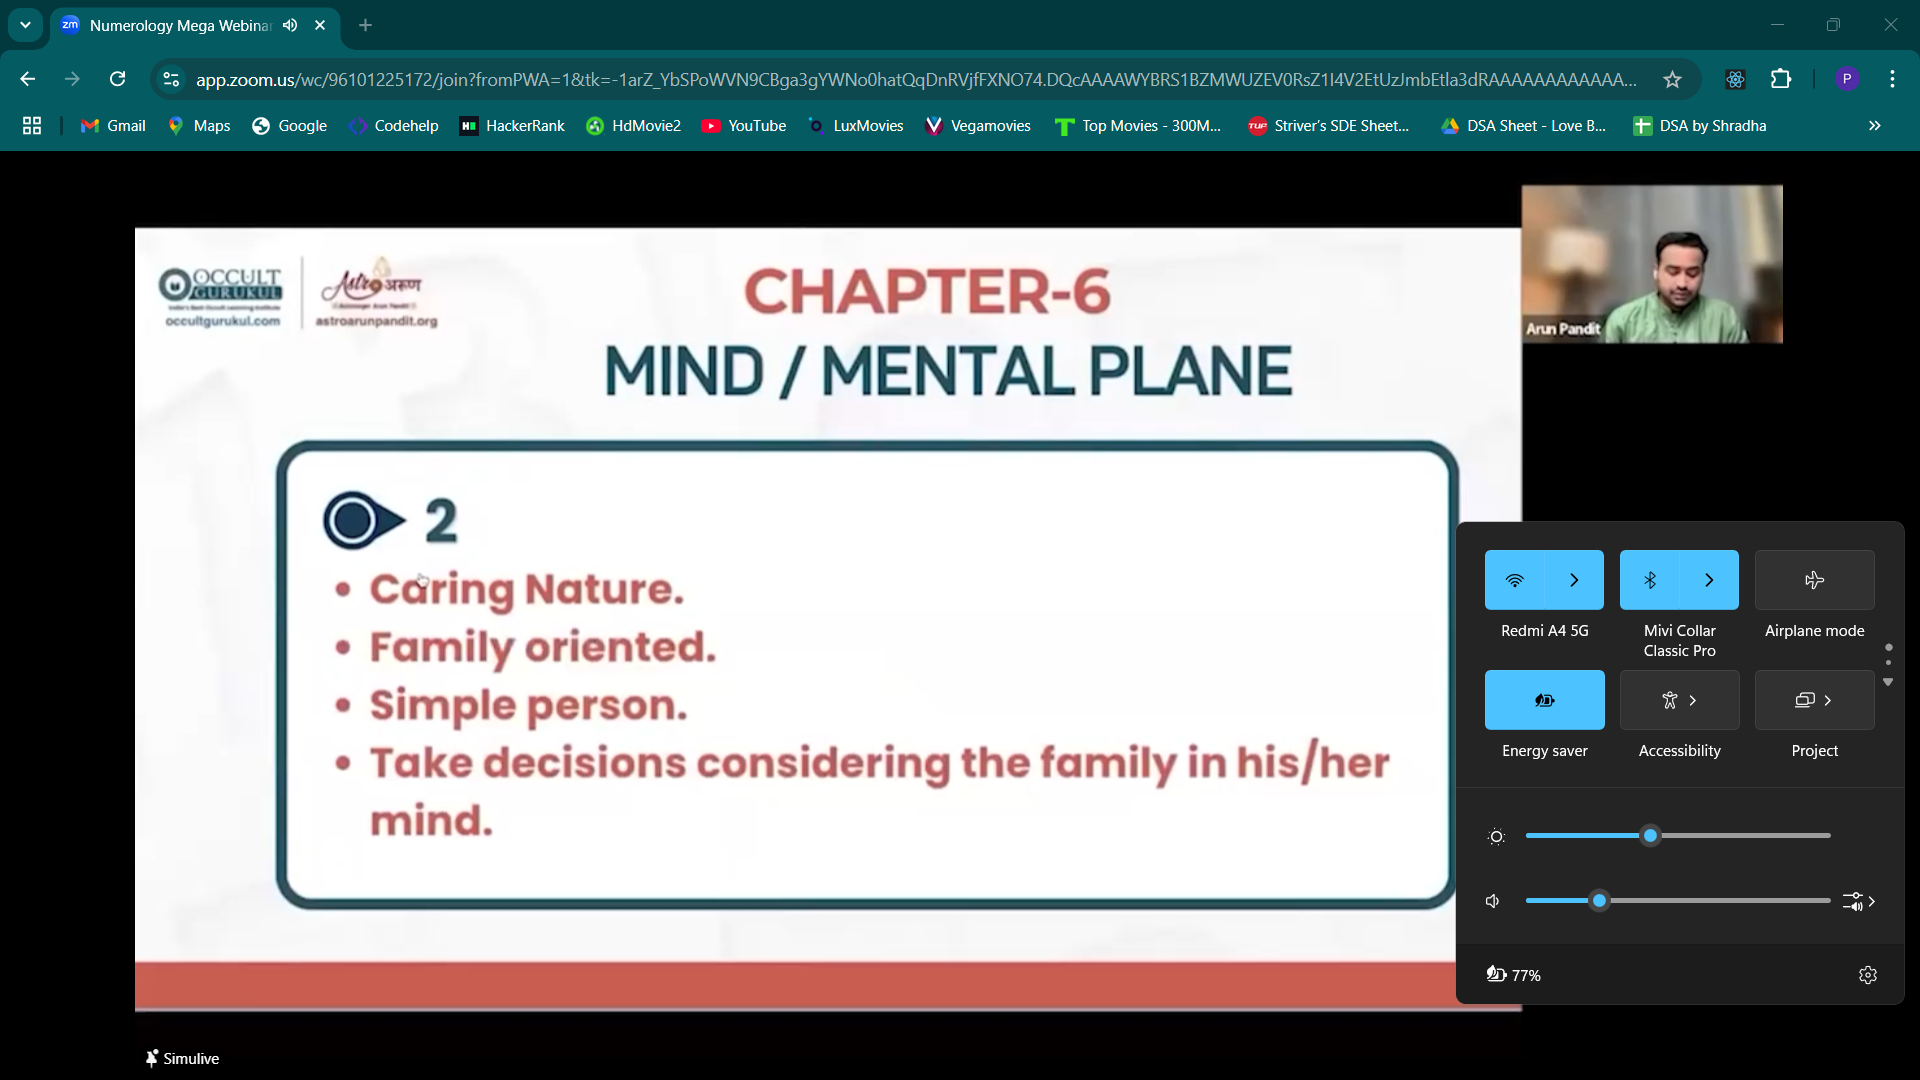 zm Numerology Mega Webina
app.zoom.us/wc/96101225172/join?fromPWA=1&tk=-1arZ_YbSPoWVN9CBga3gYWNo0hatQqDnRVjfFXNO74.DQcAAAAWYBRS1BZMWUZEV0RsZ1I4V2EtUzJmbEtla3dRAAAAAAAAAAAA...
P
Gmail Maps Google Codehelp HackerRank HdMovie2 YouTube LuxMovies Vegamovies Top Movies - 300M... Striver's SDE Sheet... DSA Sheet - Love B... DSA by Shradha
OCCULT
GURUKUL
occultgurukul.com
Astro अरुण
astroarunpandit.org
CHAPTER-6
MIND / MENTAL PLANE
Arun Pandit
2
• Caring Nature.
• Family oriented.
• Simple person.
• Take decisions considering the family in his/her
mind.
Redmi A4 5G
Mivi Collar
Classic Pro
Airplane mode
Energy saver
Accessibility
Project
77%
Simulive